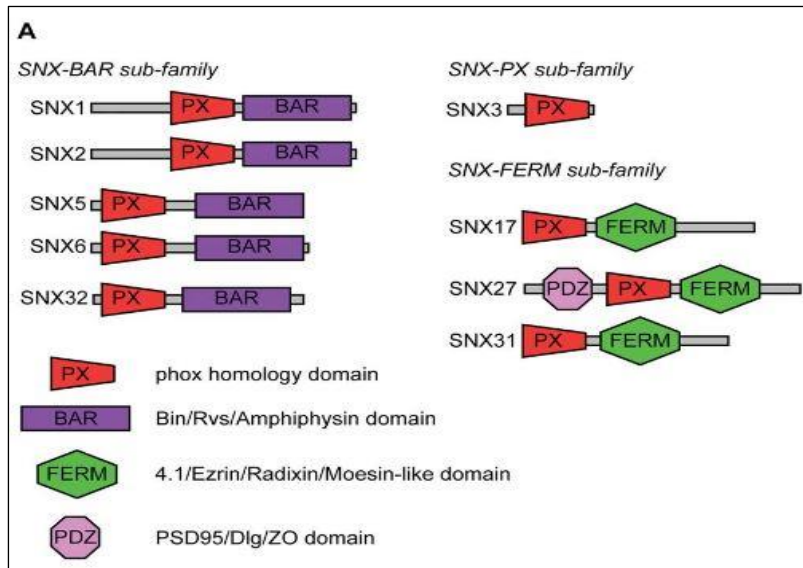 A
SNX-BAR sub-family
SNX1 PX BAR
SNX2 PX BAR
SNX5 PX BAR
SNX6 PX BAR
SNX32 PX BAR
SNX-PX sub-family
SNX3 PX
SNX-FERM sub-family
SNX17 PX FERM
SNX27 PDZ PX FERM
SNX31 PX FERM
PX phox homology domain
BAR Bin/Rvs/Amphiphysin domain
FERM 4.1/Ezrin/Radixin/Moesin-like domain
PDZ PSD95/Dlg/ZO domain